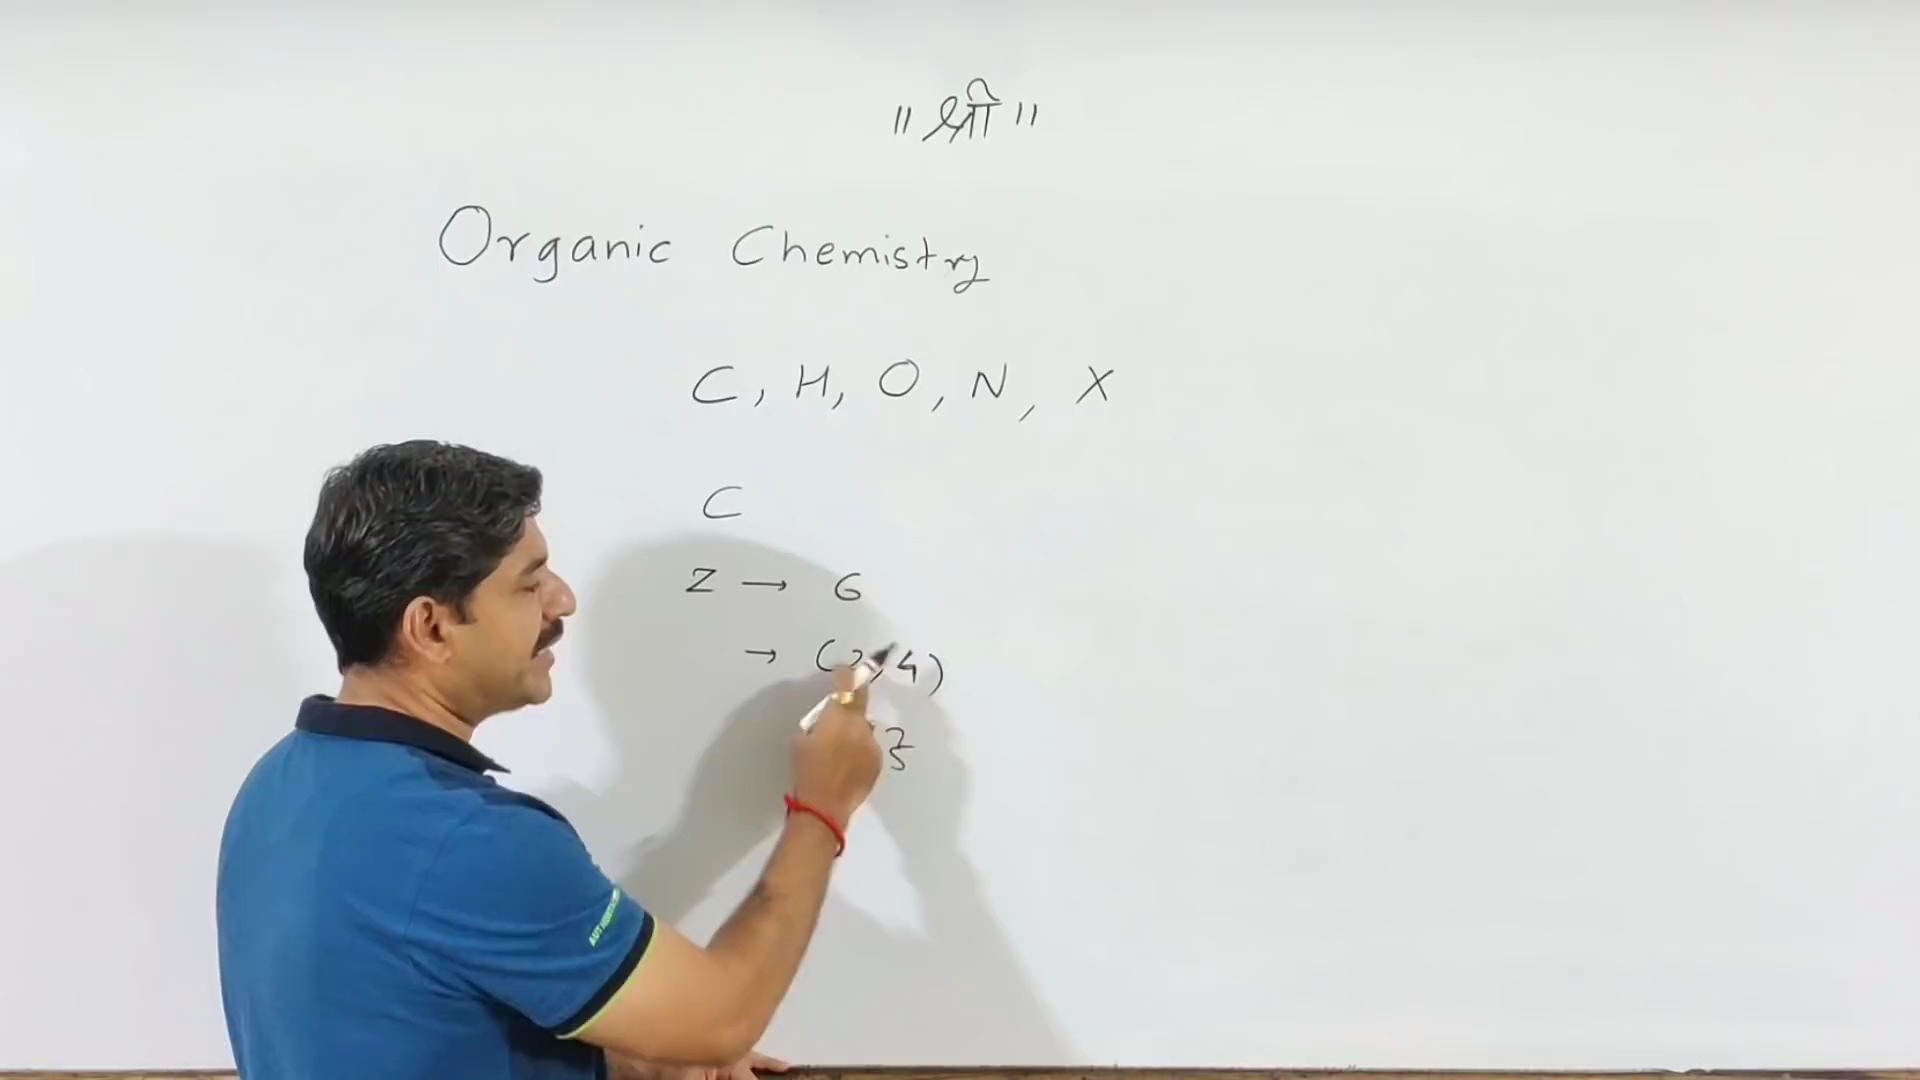 ॥ श्री ॥
Organic Chemistry
C, H, O, N, X
C
Z → 6
→ (2,4)